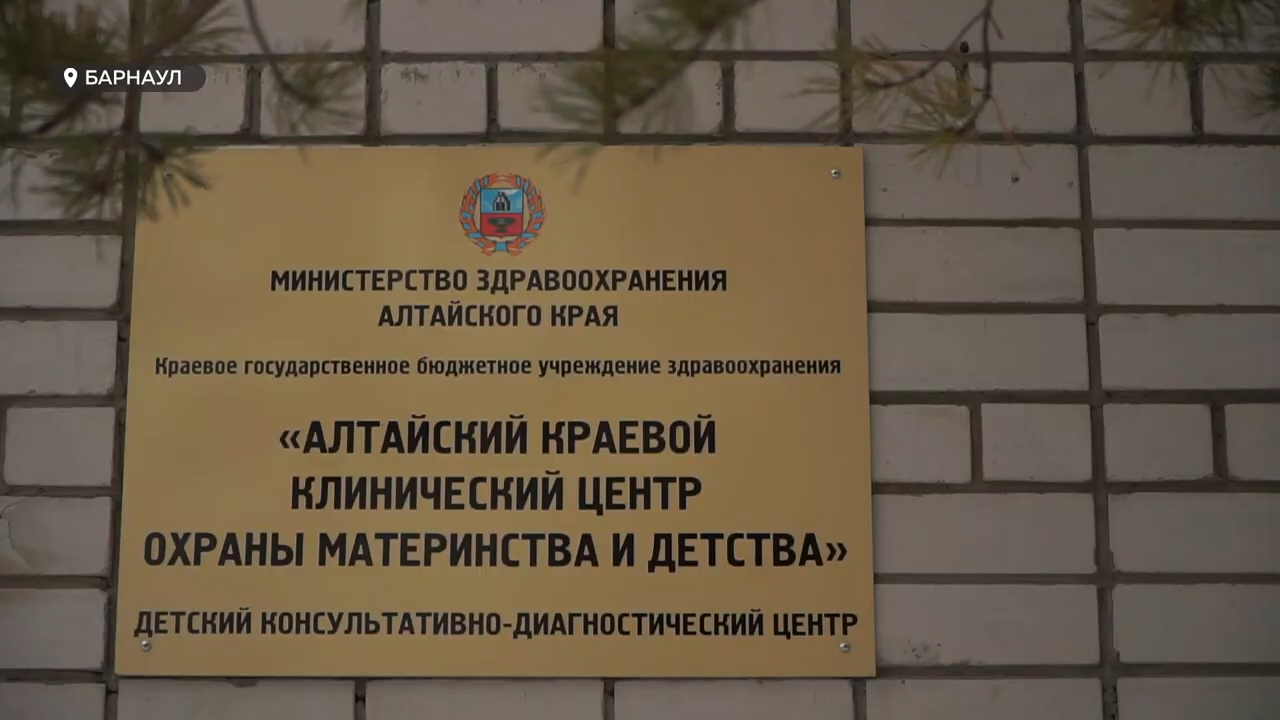 БАРНАУЛ
МИНИСТЕРСТВО ЗДРАВООХРАНЕНИЯ
АЛТАЙСКОГО КРАЯ
Краевое государственное бюджетное учреждение здравоохранения
«АЛТАЙСКИЙ КРАЕВОЙ
КЛИНИЧЕСКИЙ ЦЕНТР
ОХРАНЫ МАТЕРИНСТВА И ДЕТСТВА»
ДЕТСКИЙ КОНСУЛЬТАТИВНО-ДИАГНОСТИЧЕСКИЙ ЦЕНТР